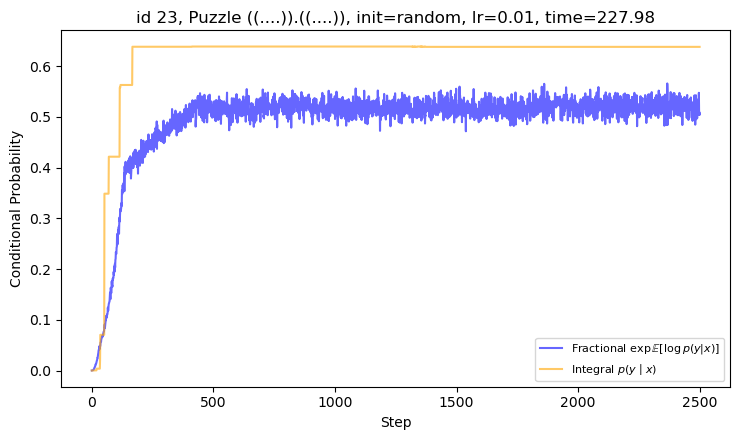 id 23, Puzzle ((....)).((....)), init=random, lr=0.01, time=227.98
Conditional Probability
0.6
0.5
0.4
0.3
0.2
0.1
0.0
Fractional exp𝔼[log p(y|x)]
Integral p(y | x)
0
500
1000
1500
2000
2500
Step